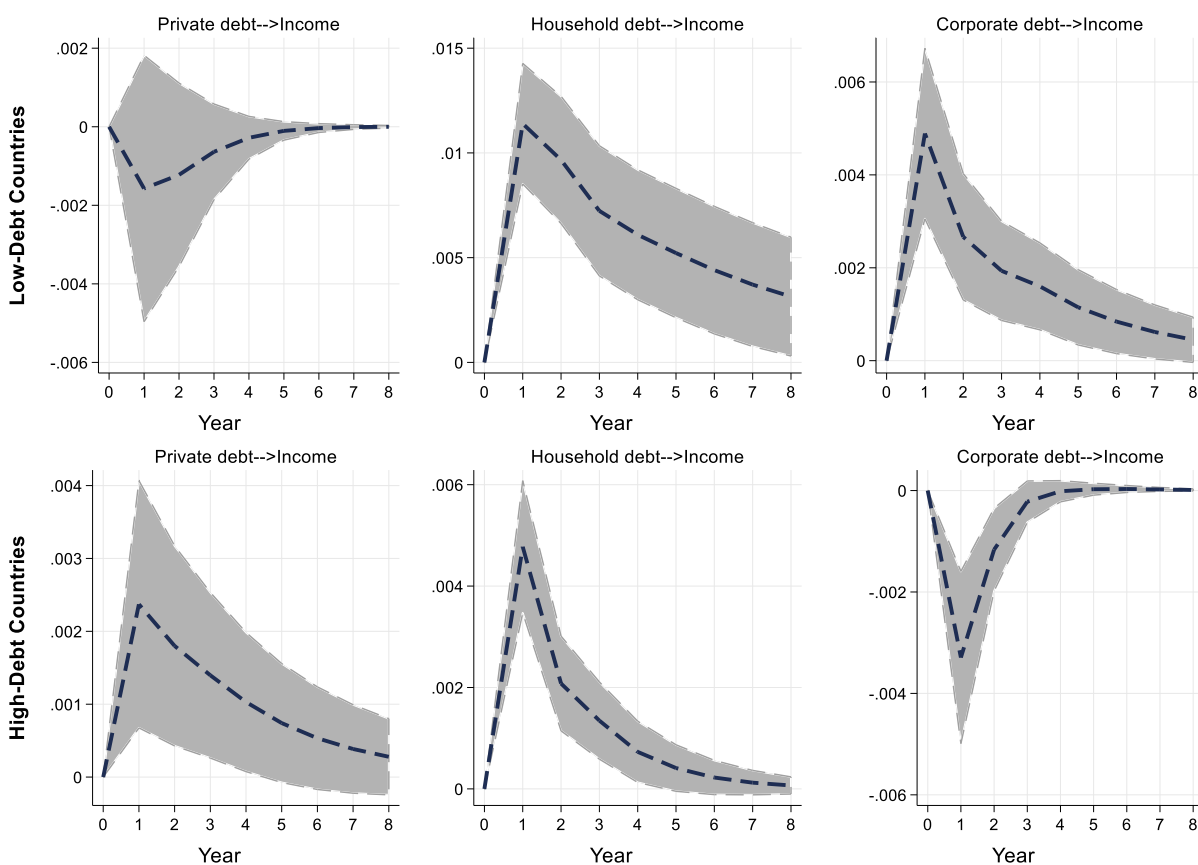 Private debt-->Income Household debt-->Income Corporate debt-->Income
Low-Debt Countries
.002
0
-.002
-.004
-.006
0 1 2 3 4 5 6 7 8
Year
.015
.01
.005
0
0 1 2 3 4 5 6 7 8
Year
.006
.004
.002
0
0 1 2 3 4 5 6 7 8
Year
Private debt-->Income Household debt-->Income Corporate debt-->Income
High-Debt Countries
.004
.003
.002
.001
0
0 1 2 3 4 5 6 7 8
Year
.006
.004
.002
0
0 1 2 3 4 5 6 7 8
Year
0
-.002
-.004
-.006
0 1 2 3 4 5 6 7 8
Year